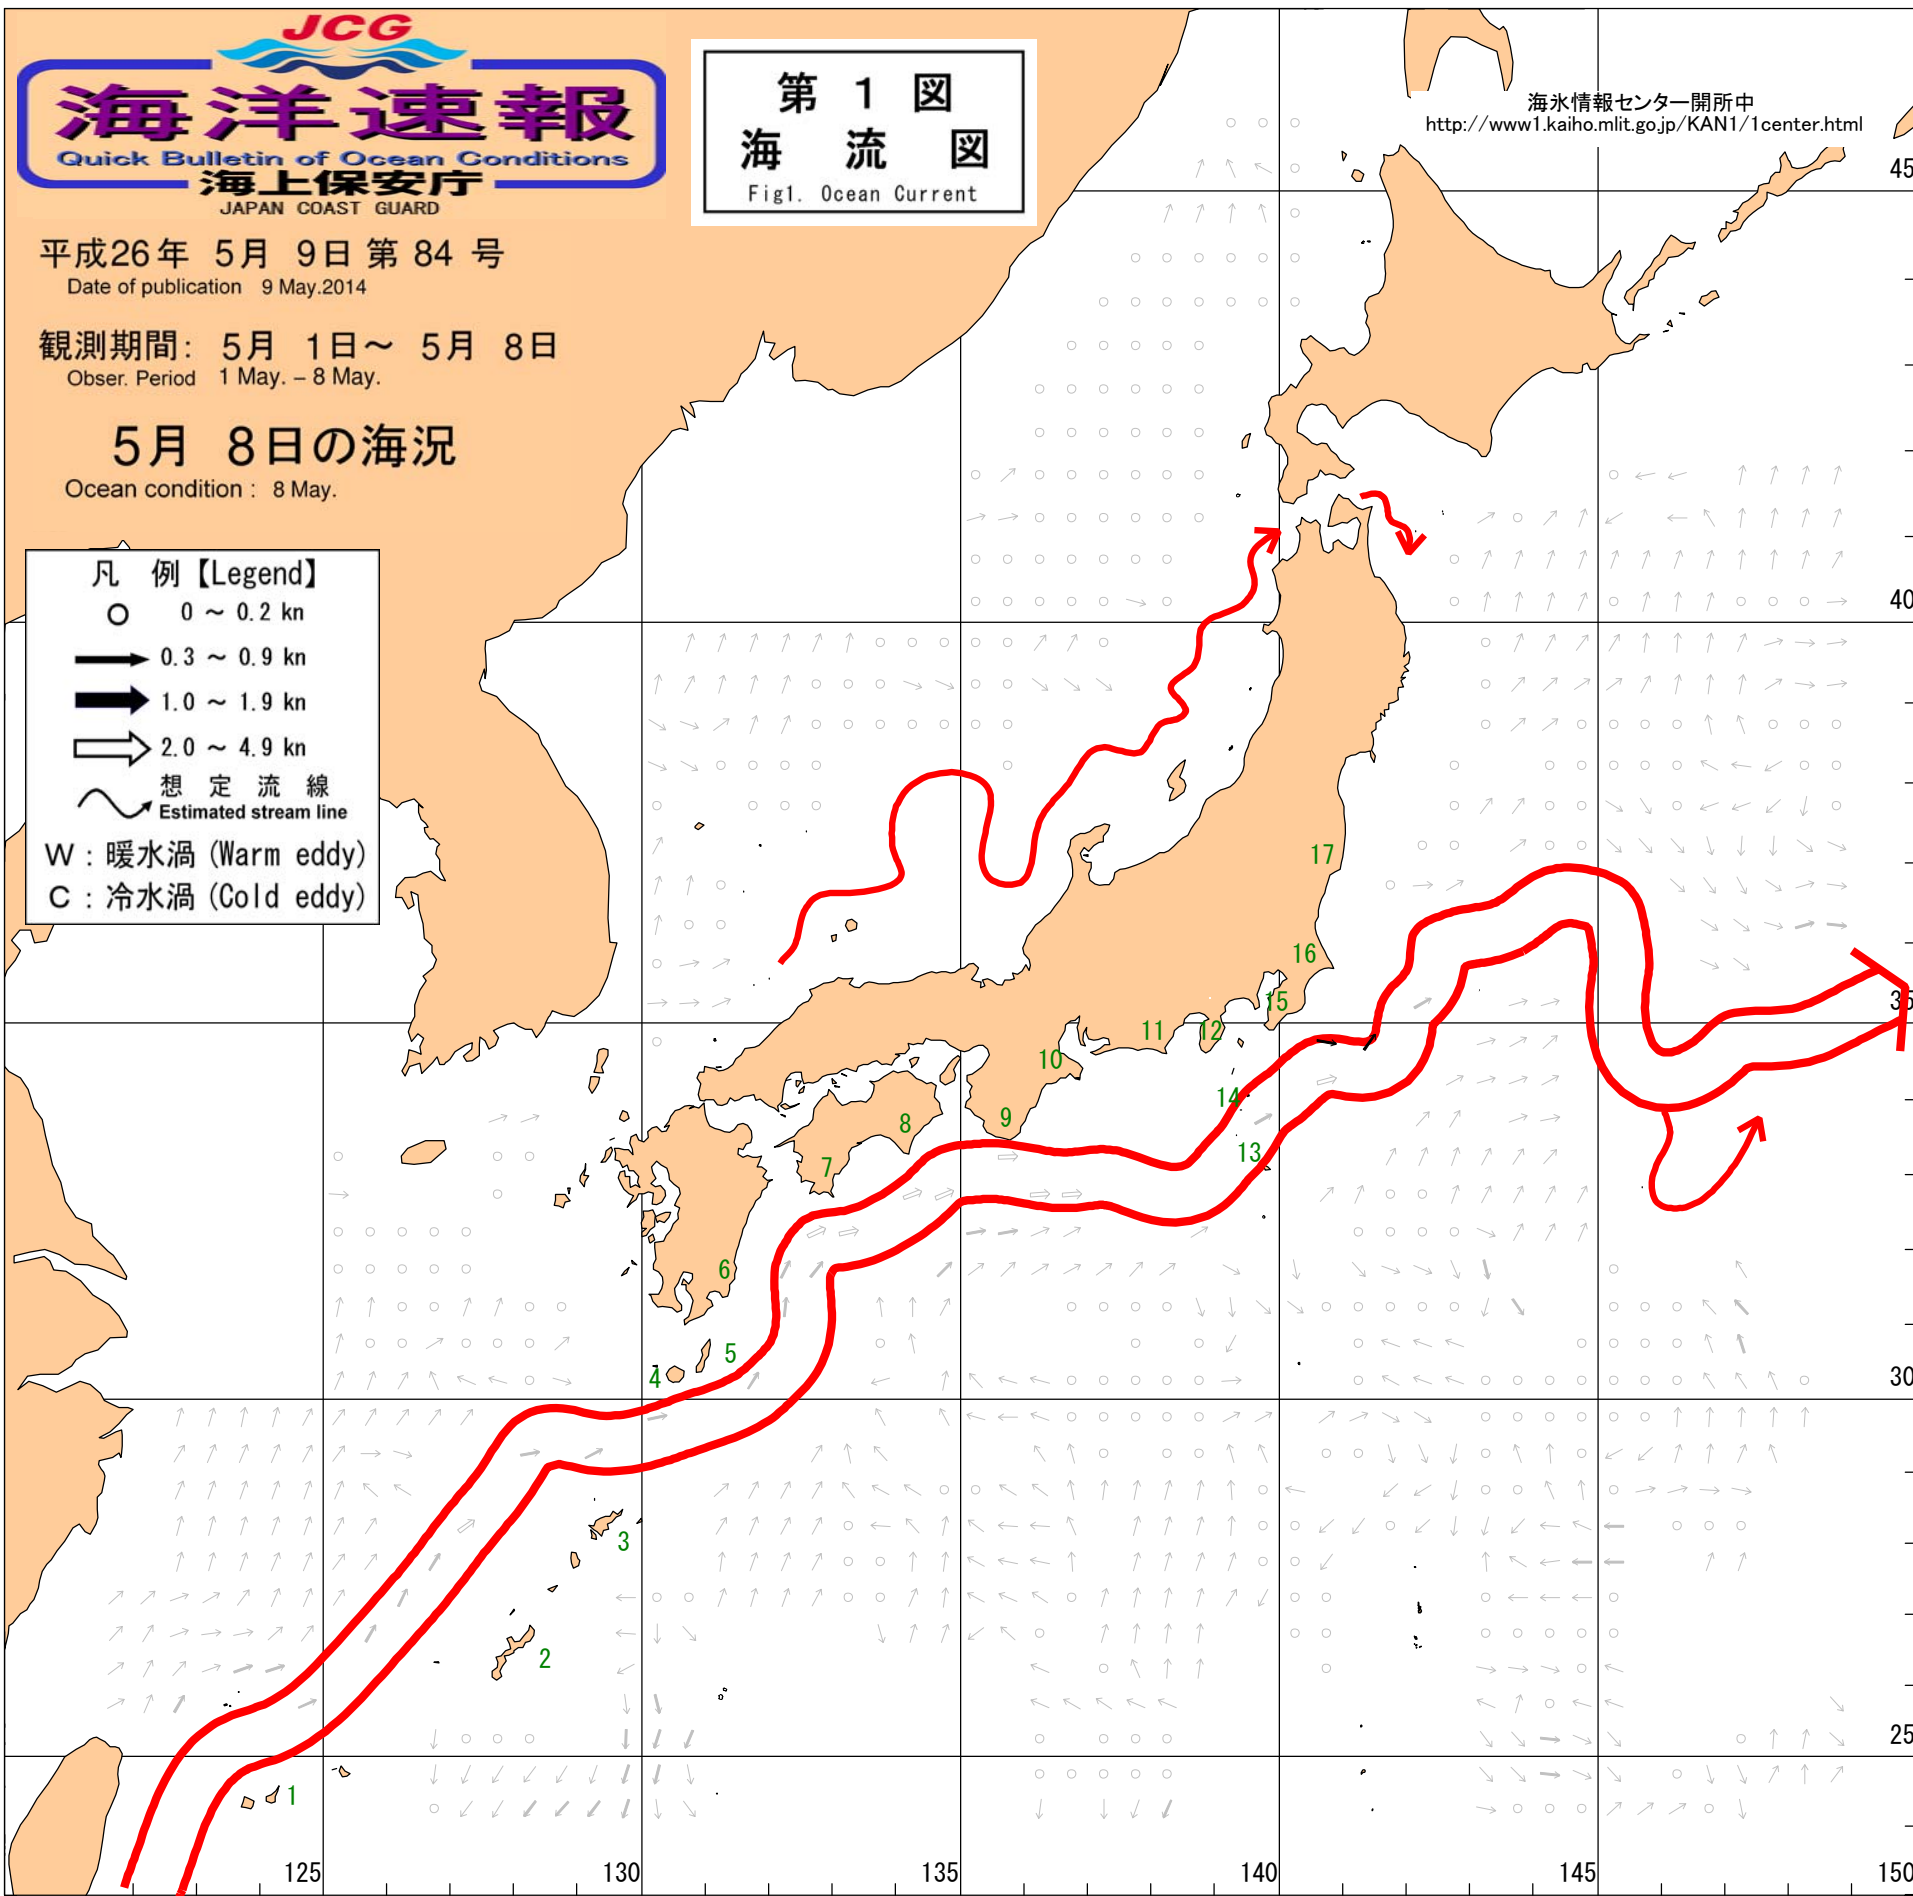 JCG
海洋速報
Quick Bulletin of Ocean Conditions
海上保安庁
JAPAN COAST GUARD
第 1 図
海 流 図
Fig1. Ocean Current
海氷情報センター開所中
http://www1.kaiho.mlit.go.jp/KAN1/1center.html
平成26年 5月 9日 第 84 号
Date of publication 9 May.2014
観測期間: 5月 1日～ 5月 8日
Obser. Period 1 May. – 8 May.
5月 8日の海況
Ocean condition : 8 May.
凡 例【Legend】
0 ～ 0.2 kn
0.3 ～ 0.9 kn
1.0 ～ 1.9 kn
2.0 ～ 4.9 kn
想 定 流 線
Estimated stream line
W : 暖水渦 (Warm eddy)
C : 冷水渦 (Cold eddy)
45
40
35
30
25
17
16
15
12
11
10
14
13
9
8
7
6
5
4
3
2
1
125
130
135
140
145
150